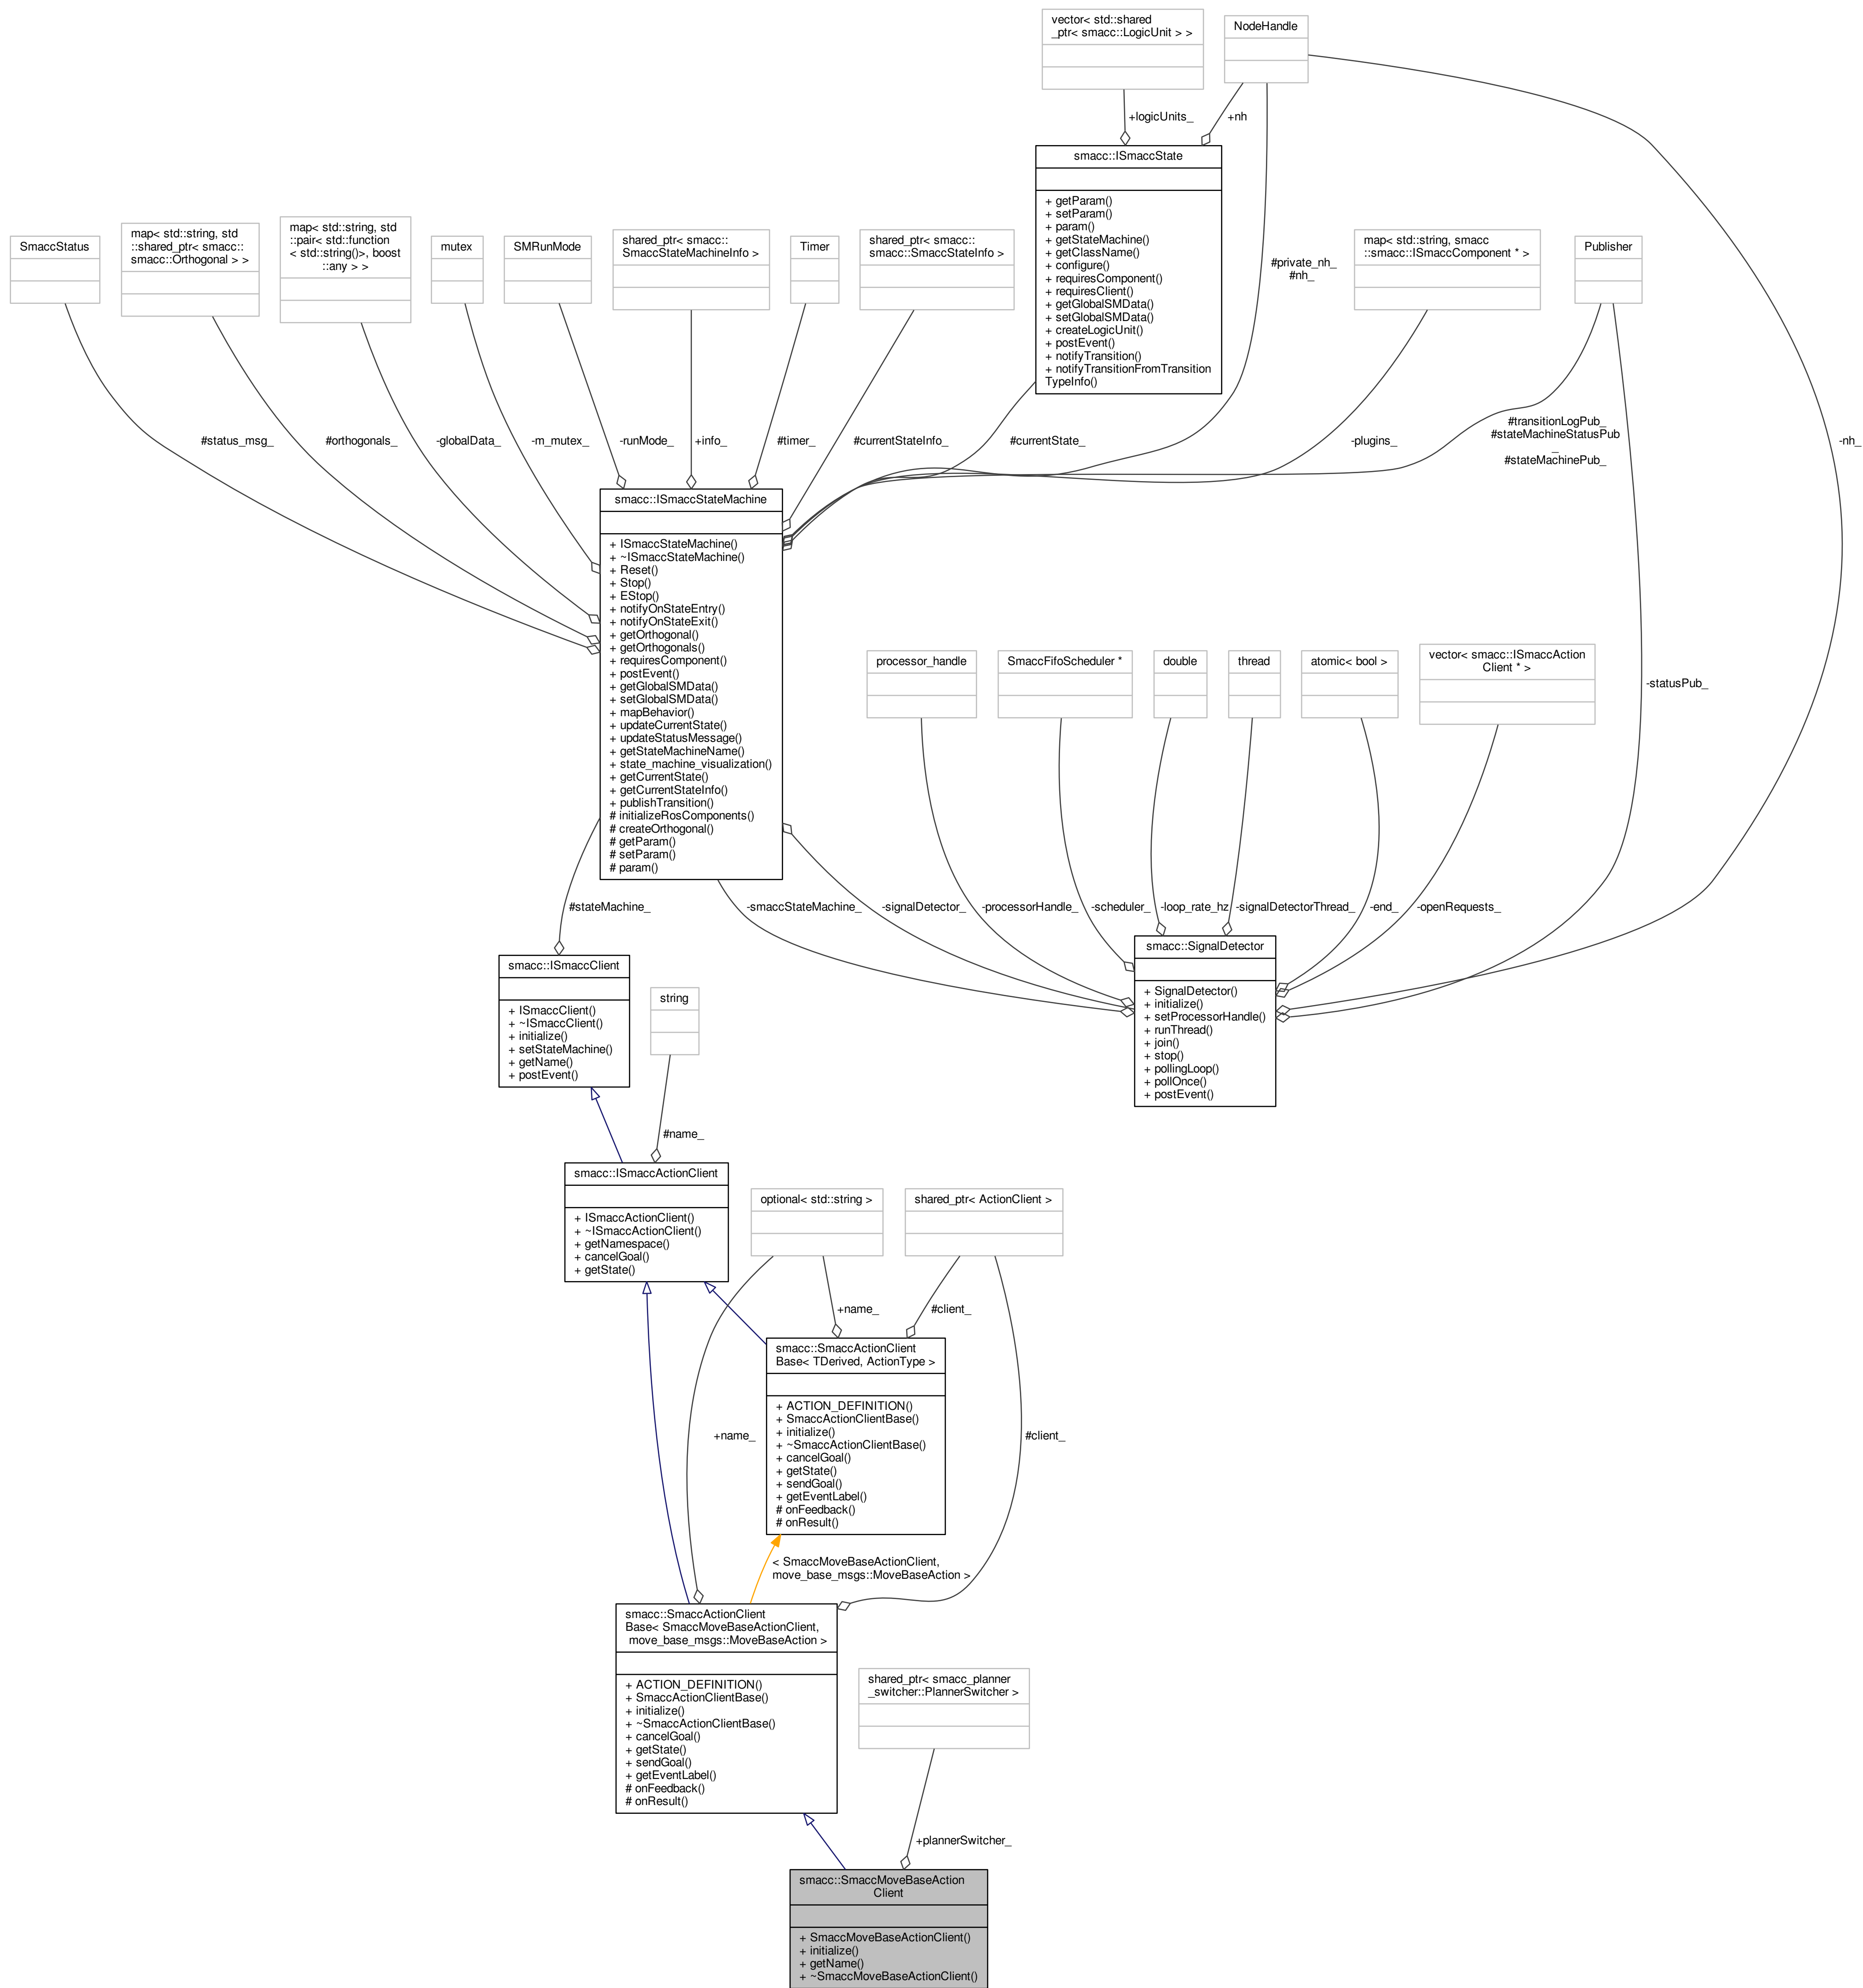 vector< std::shared
_ptr< smacc::LogicUnit > >
NodeHandle
+logicUnits_
+nh
smacc::ISmaccState
+ getParam()
+ setParam()
+ param()
+ getStateMachine()
+ getClassName()
+ configure()
+ requiresComponent()
+ requiresClient()
+ getGlobalSMData()
+ setGlobalSMData()
+ createLogicUnit()
+ postEvent()
+ notifyTransition()
+ notifyTransitionFromTransition
TypeInfo()
SmaccStatus
map< std::string, std
::shared_ptr< smacc::
smacc::Orthogonal > >
map< std::string, std
::pair< std::function
< std::string()>, boost
::any > >
mutex
SMRunMode
shared_ptr< smacc::
SmaccStateMachineInfo >
Timer
shared_ptr< smacc::
smacc::SmaccStateInfo >
#private_nh_
#nh_
map< std::string, smacc
::smacc::ISmaccComponent * >
Publisher
#status_msg_
#orthogonals_
-globalData_
-m_mutex_
-runMode_
+info_
#timer_
#currentStateInfo_
#currentState_
-plugins_
#transitionLogPub_
#stateMachineStatusPub
_
#stateMachinePub_
-nh_
smacc::ISmaccStateMachine
+ ISmaccStateMachine()
+ ~ISmaccStateMachine()
+ Reset()
+ Stop()
+ EStop()
+ notifyOnStateEntry()
+ notifyOnStateExit()
+ getOrthogonal()
+ getOrthogonals()
+ requiresComponent()
+ postEvent()
+ getGlobalSMData()
+ setGlobalSMData()
+ mapBehavior()
+ updateCurrentState()
+ updateStatusMessage()
+ getStateMachineName()
+ state_machine_visualization()
+ getCurrentState()
+ getCurrentStateInfo()
+ publishTransition()
# initializeRosComponents()
# createOrthogonal()
# getParam()
# setParam()
# param()
processor_handle
SmaccFifoScheduler *
double
thread
atomic< bool >
vector< smacc::ISmaccAction
Client * >
-statusPub_
#stateMachine_
-smaccStateMachine_
-signalDetector_
-processorHandle_
-scheduler_
-loop_rate_hz
-signalDetectorThread_
-end_
-openRequests_
smacc::SignalDetector
+ SignalDetector()
+ initialize()
+ setProcessorHandle()
+ runThread()
+ join()
+ stop()
+ pollingLoop()
+ pollOnce()
+ postEvent()
smacc::ISmaccClient
+ ISmaccClient()
+ ~ISmaccClient()
+ initialize()
+ setStateMachine()
+ getName()
+ postEvent()
string
#name_
smacc::ISmaccActionClient
+ ISmaccActionClient()
+ ~ISmaccActionClient()
+ getNamespace()
+ cancelGoal()
+ getState()
optional< std::string >
shared_ptr< ActionClient >
+name_
#client_
smacc::SmaccActionClient
Base< TDerived, ActionType >
+ ACTION_DEFINITION()
+ SmaccActionClientBase()
+ initialize()
+ ~SmaccActionClientBase()
+ cancelGoal()
+ getState()
+ sendGoal()
+ getEventLabel()
# onFeedback()
# onResult()
+name_
#client_
< SmaccMoveBaseActionClient,
move_base_msgs::MoveBaseAction >
smacc::SmaccActionClient
Base< SmaccMoveBaseActionClient,
move_base_msgs::MoveBaseAction >
+ ACTION_DEFINITION()
+ SmaccActionClientBase()
+ initialize()
+ ~SmaccActionClientBase()
+ cancelGoal()
+ getState()
+ sendGoal()
+ getEventLabel()
# onFeedback()
# onResult()
shared_ptr< smacc_planner
_switcher::PlannerSwitcher >
+plannerSwitcher_
smacc::SmaccMoveBaseAction
Client
+ SmaccMoveBaseActionClient()
+ initialize()
+ getName()
+ ~SmaccMoveBaseActionClient()